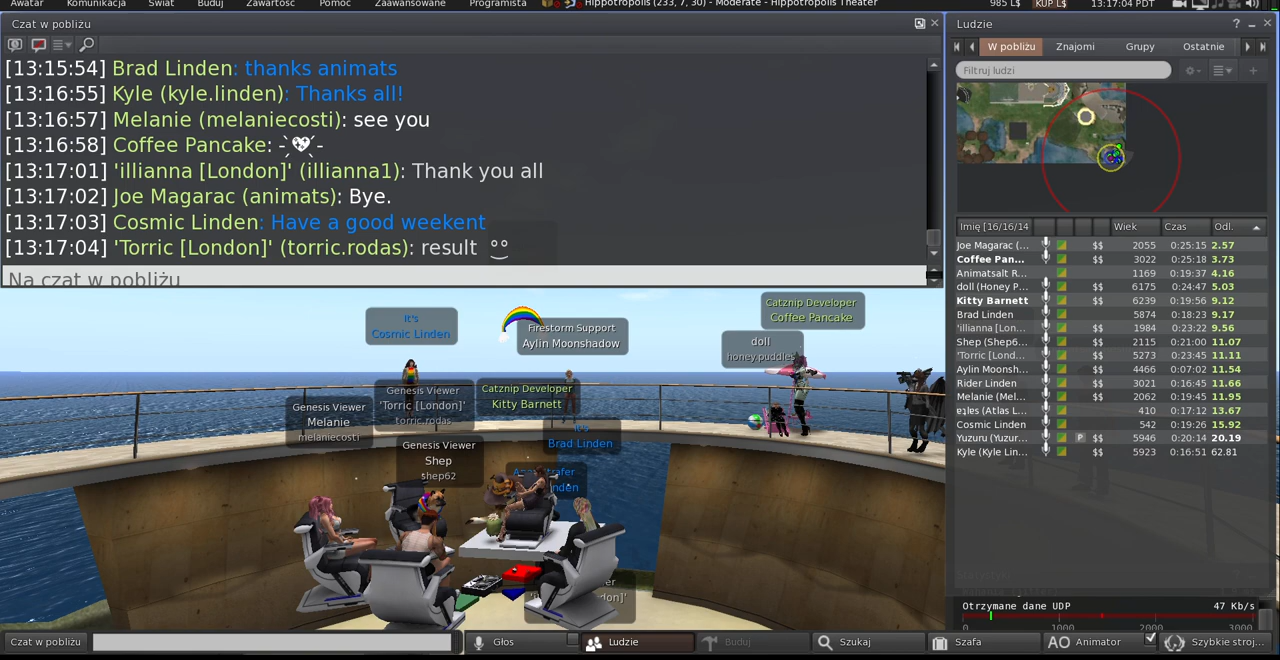 Awatar Komunikacja Świat Buduj Zawartość Pomoc Zaawansowane Programista Hippotropolis (233, 7, 30) - Moderate - Hippotropolis Theater 985 L$ KUP L$ 13:17:04 PDT
Czat w pobliżu
[13:15:54] Brad Linden: thanks animats
[13:16:55] Kyle (kyle.linden): Thanks all!
[13:16:57] Melanie (melaniecosti): see you
[13:16:58] Coffee Pancake: -
[13:17:01] 'illianna [London]' (illianna1): Thank you all
[13:17:02] Joe Magarac (animats): Bye.
[13:17:03] Cosmic Linden: Have a good weekent
[13:17:04] 'Torric [London]' (torric.rodas): result
Na czat w pobliżu
It's
Cosmic Linden
Firestorm Support
Aylin Moonshadow
Catznip Developer
Coffee Pancake
doll
honey.puddles
Genesis Viewer
Melanie
melaniecosti
Genesis Viewer
'Torric [London]'
torric.rodas
Catznip Developer
Kitty Barnett
It's
Brad Linden
Genesis Viewer
Shep
shep62
Ludzie
W pobliżu Znajomi Grupy Ostatnie
Filtruj ludzi
Imię [16/16/14 Wiek Czas Odl.
Joe Magarac (... $$ 2055 0:25:15 2.57
Coffee Pan... $$ 3022 0:25:18 3.73
Animatsalt R... 1169 0:19:37 4.16
doll (Honey P... $$ 6175 0:24:47 5.03
Kitty Barnett $$ 6239 0:19:56 9.12
Brad Linden 5874 0:18:23 9.17
'illianna [Lon... $$ 1984 0:23:22 9.56
Shep (Shep6... $$ 2115 0:21:00 11.07
'Torric [Lond... $$ 5273 0:23:45 11.11
Aylin Moonsh... $$ 4466 0:07:02 11.54
Rider Linden $$ 3021 0:16:45 11.66
Melanie (Mel... $$ 2062 0:19:45 11.95
(Atlas L... 410 0:17:12 13.67
Cosmic Linden 542 0:19:26 15.92
Yuzuru (Yuzur... P $$ 5946 0:20:14 20.19
Kyle (Kyle Lin... $$ 5923 0:16:51 62.81
Otrzymane dane UDP 47 Kb/s
0 1000 2000 3000
Czat w pobliżu Głos Ludzie Buduj Szukaj Szafa AO Animator Szybkie stroj...